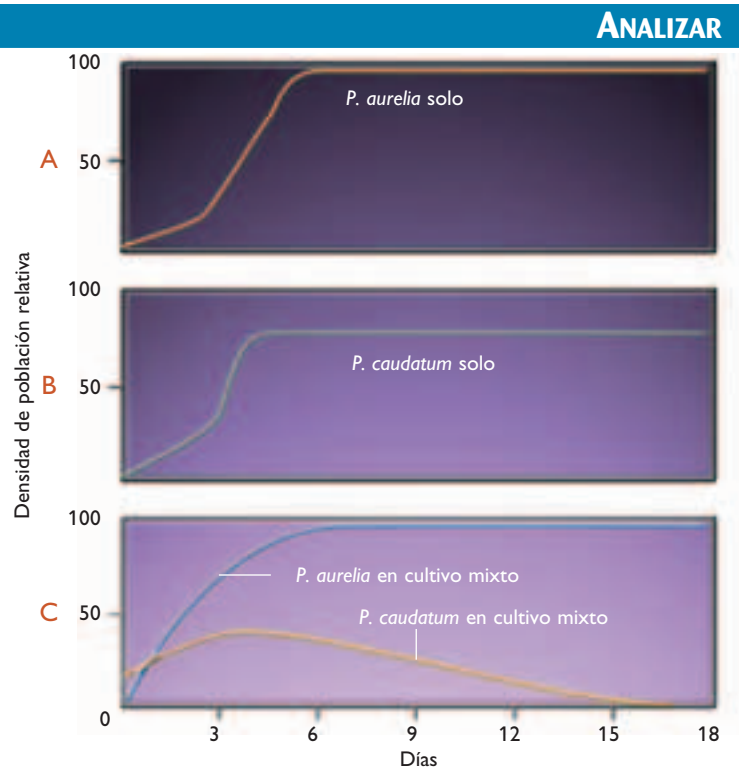 ANALIZAR
Densidad de población relativa
A
100
50
P. aurelia solo
B
100
50
P. caudatum solo
C
100
50
0
P. aurelia en cultivo mixto
P. caudatum en cultivo mixto
3 6 9 12 15 18
Días